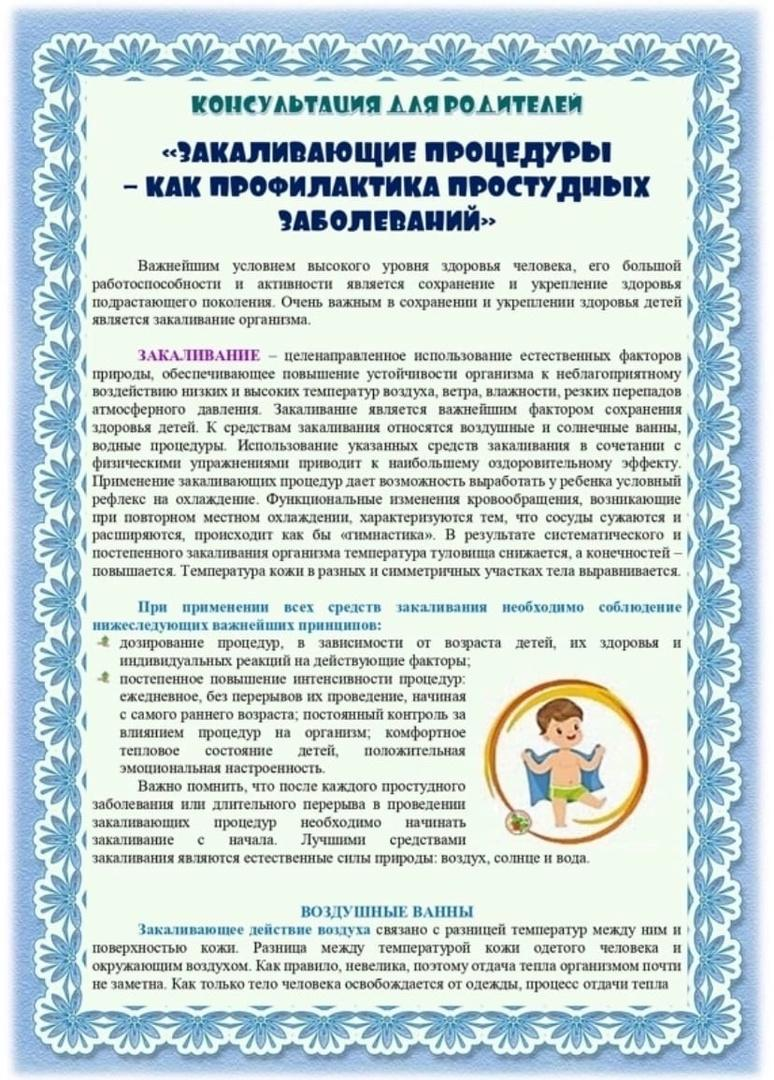 КОНСУЛЬТАЦИЯ ДЛЯ РОДИТЕЛЕЙ
«ЗАКАЛИВАЮЩИЕ ПРОЦЕДУРЫ
– КАК ПРОФИЛАКТИКА ПРОСТУДНЫХ
ЗАБОЛЕВАНИЙ»
Важнейшим условием высокого уровня здоровья человека, его большой
работоспособности и активности является сохранение и укрепление здоровья
подрастающего поколения. Очень важным в сохранении и укреплении здоровья детей
является закаливание организма.
ЗАКАЛИВАНИЕ – целенаправленное использование естественных факторов
природы, обеспечивающее повышение устойчивости организма к неблагоприятному
воздействию низких и высоких температур воздуха, ветра, влажности, резких перепадов
атмосферного давления. Закаливание является важнейшим фактором сохранения
здоровья детей. К средствам закаливания относятся воздушные и солнечные ванны,
водные процедуры. Использование указанных средств закаливания в сочетании с
физическими упражнениями приводит к наибольшему оздоровительному эффекту.
Применение закаливающих процедур дает возможность выработать у ребенка условный
рефлекс на охлаждение. Функциональные изменения кровообращения, возникающие
при повторном местном охлаждении, характеризуются тем, что сосуды сужаются и
расширяются, происходит как бы «гимнастика». В результате систематического и
постепенного закаливания организма температура туловища снижается, а конечностей –
повышается. Температура кожи в разных и симметричных участках тела выравнивается.
При применении всех средств закаливания необходимо соблюдение
нижеследующих важнейших принципов:
дозирование процедур, в зависимости от возраста детей, их здоровья и
индивидуальных реакций на действующие факторы;
постепенное повышение интенсивности процедур:
ежедневное, без перерывов их проведение, начиная
с самого раннего возраста; постоянный контроль за
влиянием процедур на организм; комфортное
тепловое состояние детей, положительная
эмоциональная настроенность.
Важно помнить, что после каждого простудного
заболевания или длительного перерыва в проведении
закаливающих процедур необходимо начинать
закаливание с начала. Лучшими средствами
закаливания являются естественные силы природы: воздух, солнце и вода.
ВОЗДУШНЫЕ ВАННЫ
Закаливающее действие воздуха связано с разницей температур между ним и
поверхностью кожи. Разница между температурой кожи одетого человека и
окружающим воздухом. Как правило, невелика, поэтому отдача тепла организмом почти
не заметна. Как только тело человека освобождается от одежды, процесс отдачи тепла